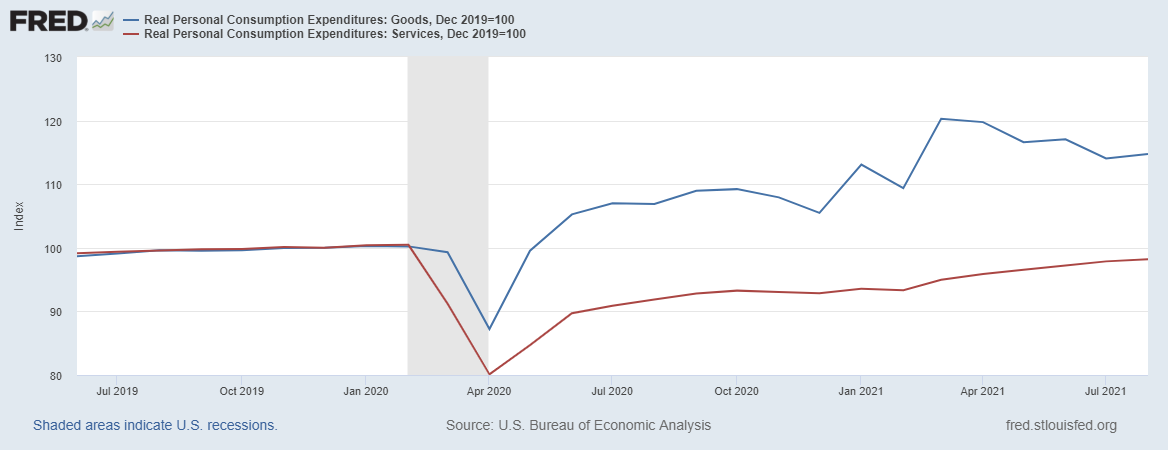 FRED
Real Personal Consumption Expenditures: Goods, Dec 2019=100
Real Personal Consumption Expenditures: Services, Dec 2019=100
130
120
110
100
90
80
Index
Jul 2019 Oct 2019 Jan 2020 Apr 2020 Jul 2020 Oct 2020 Jan 2021 Apr 2021 Jul 2021
Shaded areas indicate U.S. recessions. Source: U.S. Bureau of Economic Analysis fred.stlouisfed.org